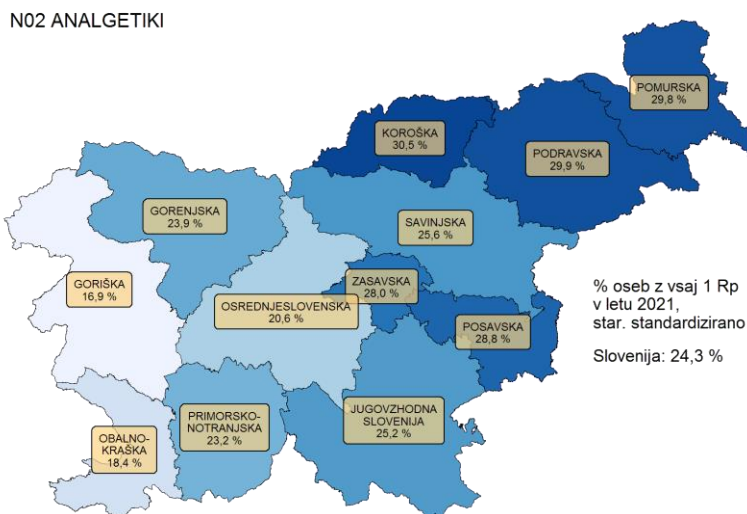 N02 ANALGETIKI
POMURSKA
29,8 %
KOROŠKA
30,5 %
PODRAVSKA
29,9 %
GORENJSKA
23,9 %
SAVINJSKA
25,6 %
GORIŠKA
16,9 %
ZASAVSKA
28,0 %
OSREDNJESLOVENSKA
20,6 %
POSAVSKA
28,8 %
% oseb z vsaj 1 Rp
v letu 2021,
star. standardizirano
Slovenija: 24,3 %
OBALNO-
KRAŠKA
18,4 %
PRIMORSKO-
NOTRANJSKA
23,2 %
JUGOVZHODNA
SLOVENIJA
25,2 %